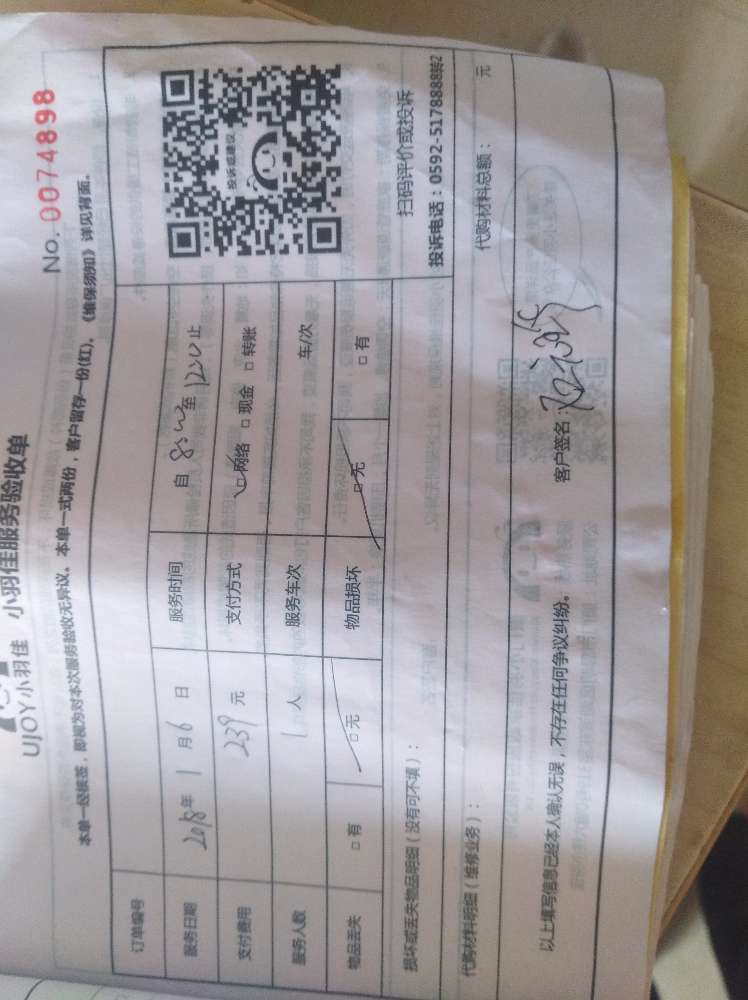 No. 0074898
UJOY小羽佳 小羽佳服务验收单
本单一经核签，即视为对本次服务验收无异议。本单一式两份，客户留存一份(红)。《维保须知》详见背面。
订单编号
服务日期 2018年 1月 6日 服务时间 自 8:00 至 12:00 止
支付费用 239 元 支付方式 □网络 □现金 □转账
服务人数 1 人 服务车次 车/次
物品丢失 □有 □无 物品损坏 □无 □有
投诉或建议
扫码评价或投诉
投诉电话：0592-5178888转2
损坏或丢失物品明细（没有可不填）：
代购材料明细（维修业务）： 代购材料总额： 元
以上填写信息已经本人确认无误，不存在任何争议纠纷。 客户签名：